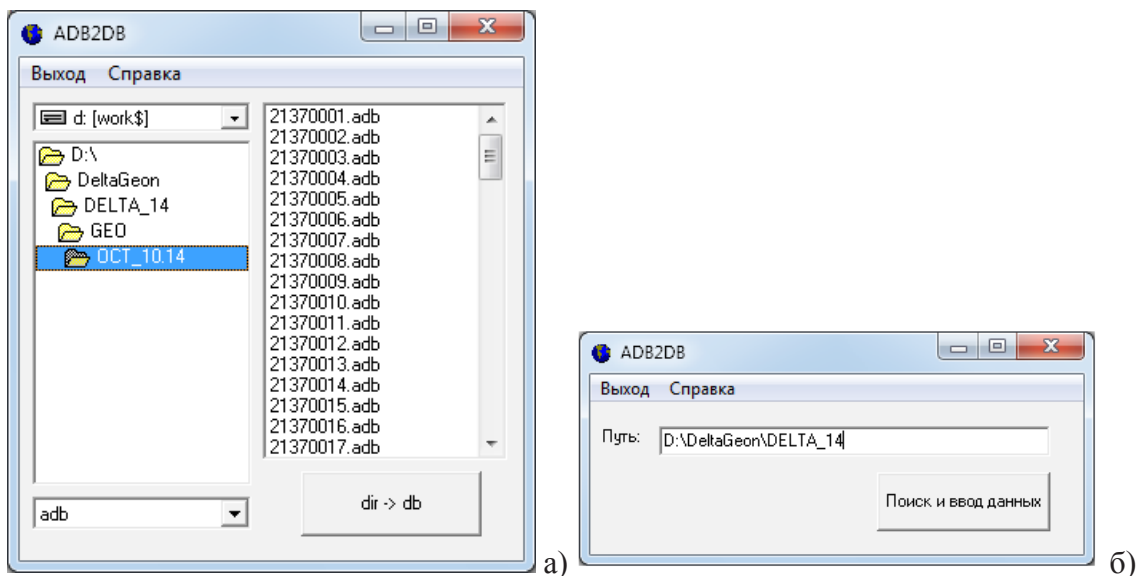 ADB2DB
Выход Справка
d: [work$]
D:\
DeltaGeon
DELTA_14
GEO
OCT_10.14
adb
21370001.adb
21370002.adb
21370003.adb
21370004.adb
21370005.adb
21370006.adb
21370007.adb
21370008.adb
21370009.adb
21370010.adb
21370011.adb
21370012.adb
21370013.adb
21370014.adb
21370015.adb
21370016.adb
21370017.adb
dir -> db
а)
ADB2DB
Выход Справка
Путь: D:\DeltaGeon\DELTA_14
Поиск и ввод данных
б)